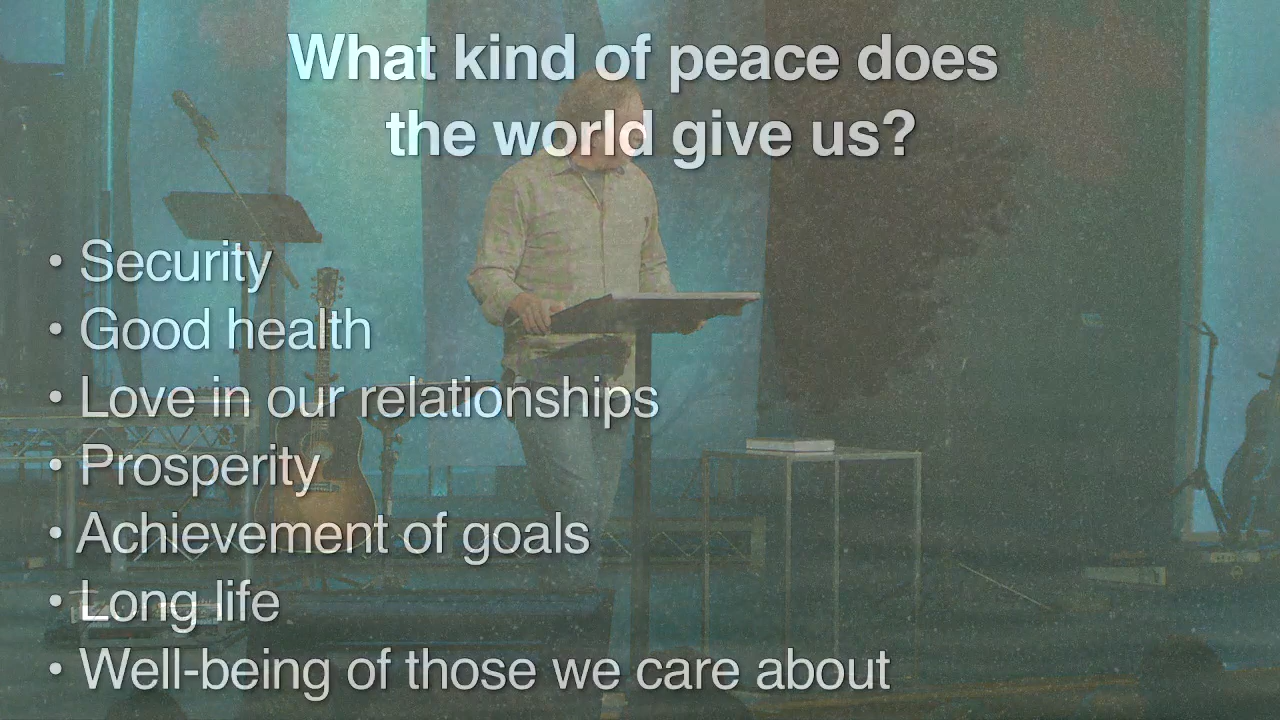 What kind of peace does
the world give us?
• Security
• Good health
• Love in our relationships
• Prosperity
• Achievement of goals
• Long life
• Well-being of those we care about